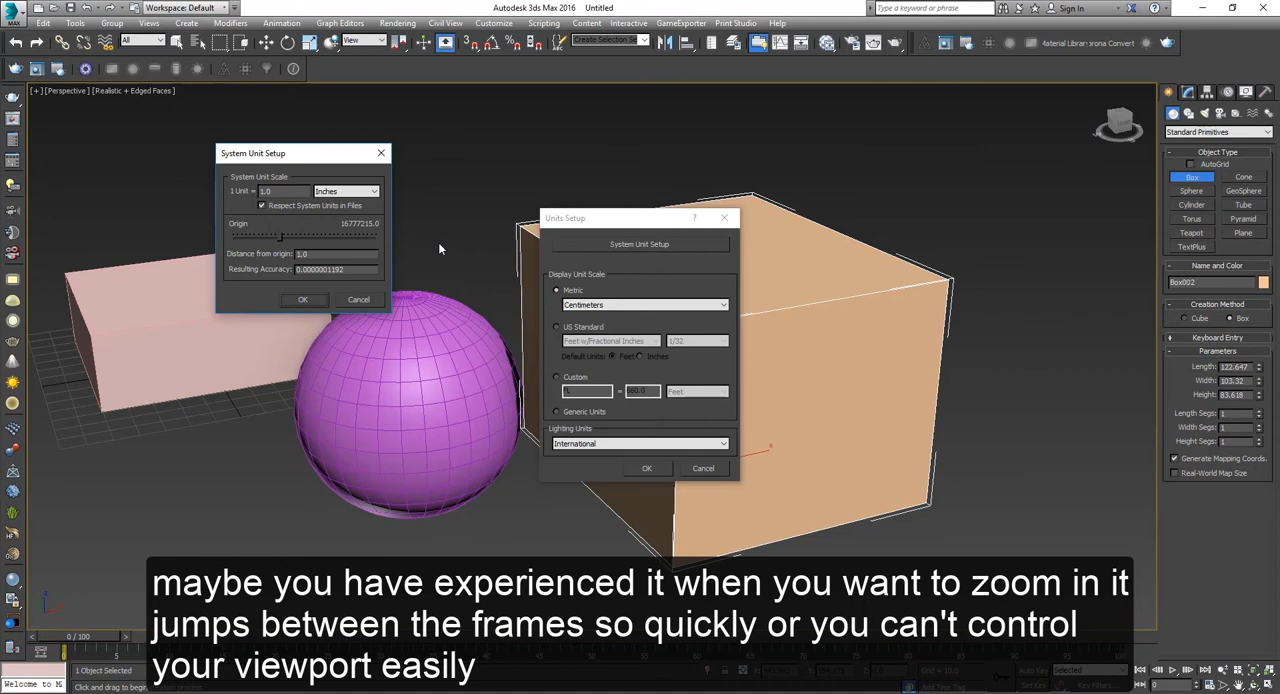 Workspace: Default
Autodesk 3ds Max 2016 Untitled
Type a keyword or phrase
Sign In
MAX
Edit Tools Group Views Create Modifiers Animation Graph Editors Rendering Civil View Customize Scripting Content Interactive GameExporter Print Studio Help
All
View
Create Selection Se
Material Library
orona Convert
[+] [Perspective] [Realistic + Edged Faces]
System Unit Setup
System Unit Scale
1 Unit = 1.0 Inches
Respect System Units in Files
Origin 16777215.0
Distance from origin: 1.0
Resulting Accuracy: 0.0000001192
OK Cancel
Units Setup ?
System Unit Setup
Display Unit Scale
Metric
Centimeters
US Standard
Feet w/Fractional Inches 1/32
Default Units: Feet Inches
Custom
= 660.0 Feet
Generic Units
Lighting Units
International
OK Cancel
Standard Primitives
Object Type
AutoGrid
Box Cone
Sphere GeoSphere
Cylinder Tube
Torus Pyramid
Teapot Plane
TextPlus
Name and Color
Box002
Creation Method
Cube Box
Keyboard Entry
Parameters
Length: 122.647
Width: 103.32
Height: 83.618
Length Segs: 1
Width Segs: 1
Height Segs: 1
Generate Mapping Coords.
Real-World Map Size
maybe you have experienced it when you want to zoom in it
jumps between the frames so quickly or you can't control
your viewport easily
0 / 100
1 Object Selected
Grid = 10.0
Auto Key Selected
Welcome to M
Click and drag to begin